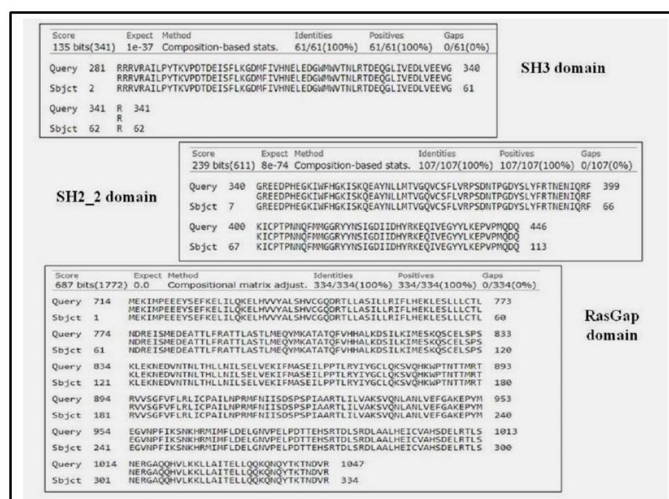 Score Expect Method Identities Positives Gaps
135 bits(341) 1e-37 Composition-based stats. 61/61(100%) 61/61(100%) 0/61(0%)
Query 281 RRRVRAILPYTKVPDTDEISFLKGDMFIVHNELEDGWMWVTNLRTDEQGLIVEDLVEEVG 340
RRRVRAILPYTKVPDTDEISFLKGDMFIVHNELEDGWMWVTNLRTDEQGLIVEDLVEEVG
Sbjct 2 RRRVRAILPYTKVPDTDEISFLKGDMFIVHNELEDGWMWVTNLRTDEQGLIVEDLVEEVG 61
Query 341 R 341
R
Sbjct 62 R 62
SH3 domain
Score Expect Method Identities Positives Gaps
239 bits(611) 8e-74 Composition-based stats. 107/107(100%) 107/107(100%) 0/107(0%)
Query 340 GREEDPHEGKIWFHGKISKQEAYNLLMTVGQVCSFLVRPSDNTPGDYSLYFRTNENIQRF 399
GREEDPHEGKIWFHGKISKQEAYNLLMTVGQVCSFLVRPSDNTPGDYSLYFRTNENIQRF
Sbjct 7 GREEDPHEGKIWFHGKISKQEAYNLLMTVGQVCSFLVRPSDNTPGDYSLYFRTNENIQRF 66
Query 400 KICPTPNNQFMMGGRYYNSIGDIIDHYRKEQIVEGYYLKEPVPMQDQ 446
KICPTPNNQFMMGGRYYNSIGDIIDHYRKEQIVEGYYLKEPVPMQDQ
Sbjct 67 KICPTPNNQFMMGGRYYNSIGDIIDHYRKEQIVEGYYLKEPVPMQDQ 113
SH2_2 domain
Score Expect Method Identities Positives Gaps
687 bits(1772) 0.0 Compositional matrix adjust. 334/334(100%) 334/334(100%) 0/334(0%)
Query 714 MEKIMPEEEYSEFKELILQKELHVVYALSHVCGQDRTLLASILLRIFLHEKLESLLLCTL 773
MEKIMPEEEYSEFKELILQKELHVVYALSHVCGQDRTLLASILLRIFLHEKLESLLLCTL
Sbjct 1 MEKIMPEEEYSEFKELILQKELHVVYALSHVCGQDRTLLASILLRIFLHEKLESLLLCTL 60
Query 774 NDREISMEDEATTLFRATTLASTLMEQYMKATATQFVHHALKDSILKIMESKQSCELSPS 833
NDREISMEDEATTLFRATTLASTLMEQYMKATATQFVHHALKDSILKIMESKQSCELSPS
Sbjct 61 NDREISMEDEATTLFRATTLASTLMEQYMKATATQFVHHALKDSILKIMESKQSCELSPS 120
Query 834 KLEKNEDVNTNLTHLLNILSELVEKIFMASEILPPTLRYIYGCLQKSVQHKWPTNTTMRT 893
KLEKNEDVNTNLTHLLNILSELVEKIFMASEILPPTLRYIYGCLQKSVQHKWPTNTTMRT
Sbjct 121 KLEKNEDVNTNLTHLLNILSELVEKIFMASEILPPTLRYIYGCLQKSVQHKWPTNTTMRT 180
Query 894 RVVSGFVFLRLICPAILNPRMFNIISDSPSPIAARTLILVAKSVQNLANLVEFGAKEPYM 953
RVVSGFVFLRLICPAILNPRMFNIISDSPSPIAARTLILVAKSVQNLANLVEFGAKEPYM
Sbjct 181 RVVSGFVFLRLICPAILNPRMFNIISDSPSPIAARTLILVAKSVQNLANLVEFGAKEPYM 240
Query 954 EGVNPFIKSNKHRMIMFLDELGNVPELPDTTEHSRTDLSRDLAALHEICVAHSDELRTLS 1013
EGVNPFIKSNKHRMIMFLDELGNVPELPDTTEHSRTDLSRDLAALHEICVAHSDELRTLS
Sbjct 241 EGVNPFIKSNKHRMIMFLDELGNVPELPDTTEHSRTDLSRDLAALHEICVAHSDELRTLS 300
Query 1014 NERGAQQHVLKKLLAITELLQQKQNQYTKTNDVR 1047
NERGAQQHVLKKLLAITELLQQKQNQYTKTNDVR
Sbjct 301 NERGAQQHVLKKLLAITELLQQKQNQYTKTNDVR 334
RasGap
domain